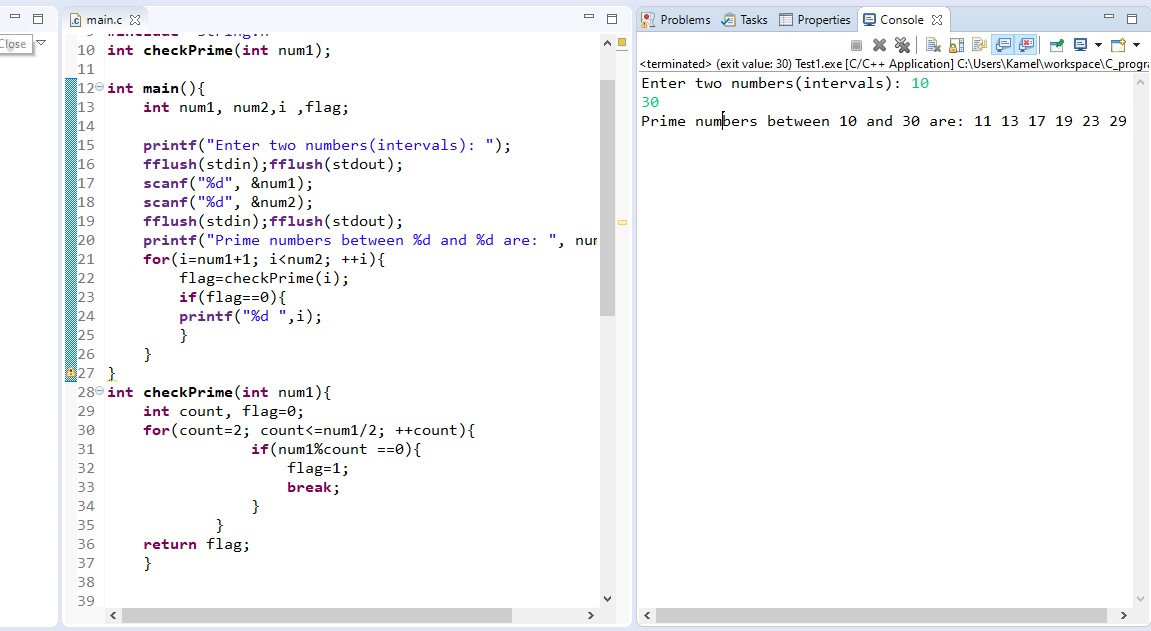 main.c
Close
9 #include "string.h"
10 int checkPrime(int num1);
11
12 int main(){
13 int num1, num2,i ,flag;
14
15 printf("Enter two numbers(intervals): ");
16 fflush(stdin);fflush(stdout);
17 scanf("%d", &num1);
18 scanf("%d", &num2);
19 fflush(stdin);fflush(stdout);
20 printf("Prime numbers between %d and %d are: ", num
21 for(i=num1+1; i<num2; ++i){
22 flag=checkPrime(i);
23 if(flag==0){
24 printf("%d ",i);
25 }
26 }
27 }
28 int checkPrime(int num1){
29 int count, flag=0;
30 for(count=2; count<=num1/2; ++count){
31 if(num1%count ==0){
32 flag=1;
33 break;
34 }
35 }
36 return flag;
37 }
38
39
Problems Tasks Properties Console
<terminated> (exit value: 30) Test1.exe [C/C++ Application] C:\Users\Kamel\workspace\C_progra
Enter two numbers(intervals): 10
30
Prime numbers between 10 and 30 are: 11 13 17 19 23 29